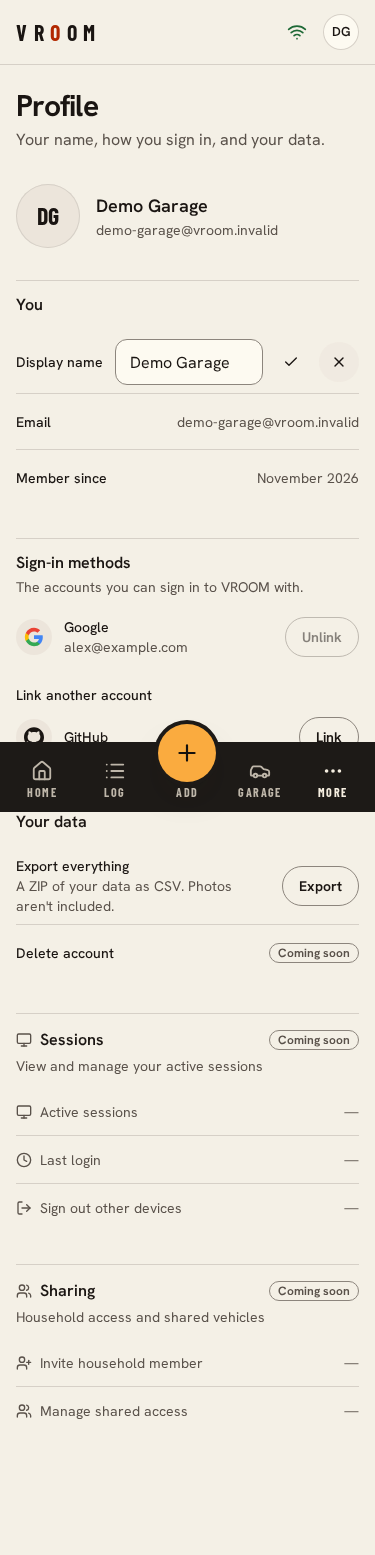 VROOM
DG
Profile
Your name, how you sign in, and your data.
DG
Demo Garage
demo-garage@vroom.invalid
You
Display name
Demo Garage
Email
demo-garage@vroom.invalid
Member since
November 2026
Sign-in methods
The accounts you can sign in to VROOM with.
Google
alex@example.com
Unlink
Link another account
GitHub
Link
HOME
LOG
ADD
GARAGE
MORE
Your data
Export everything
A ZIP of your data as CSV. Photos
aren't included.
Export
Delete account
Coming soon
Sessions
Coming soon
View and manage your active sessions
Active sessions
—
Last login
—
Sign out other devices
—
Sharing
Coming soon
Household access and shared vehicles
Invite household member
—
Manage shared access
—